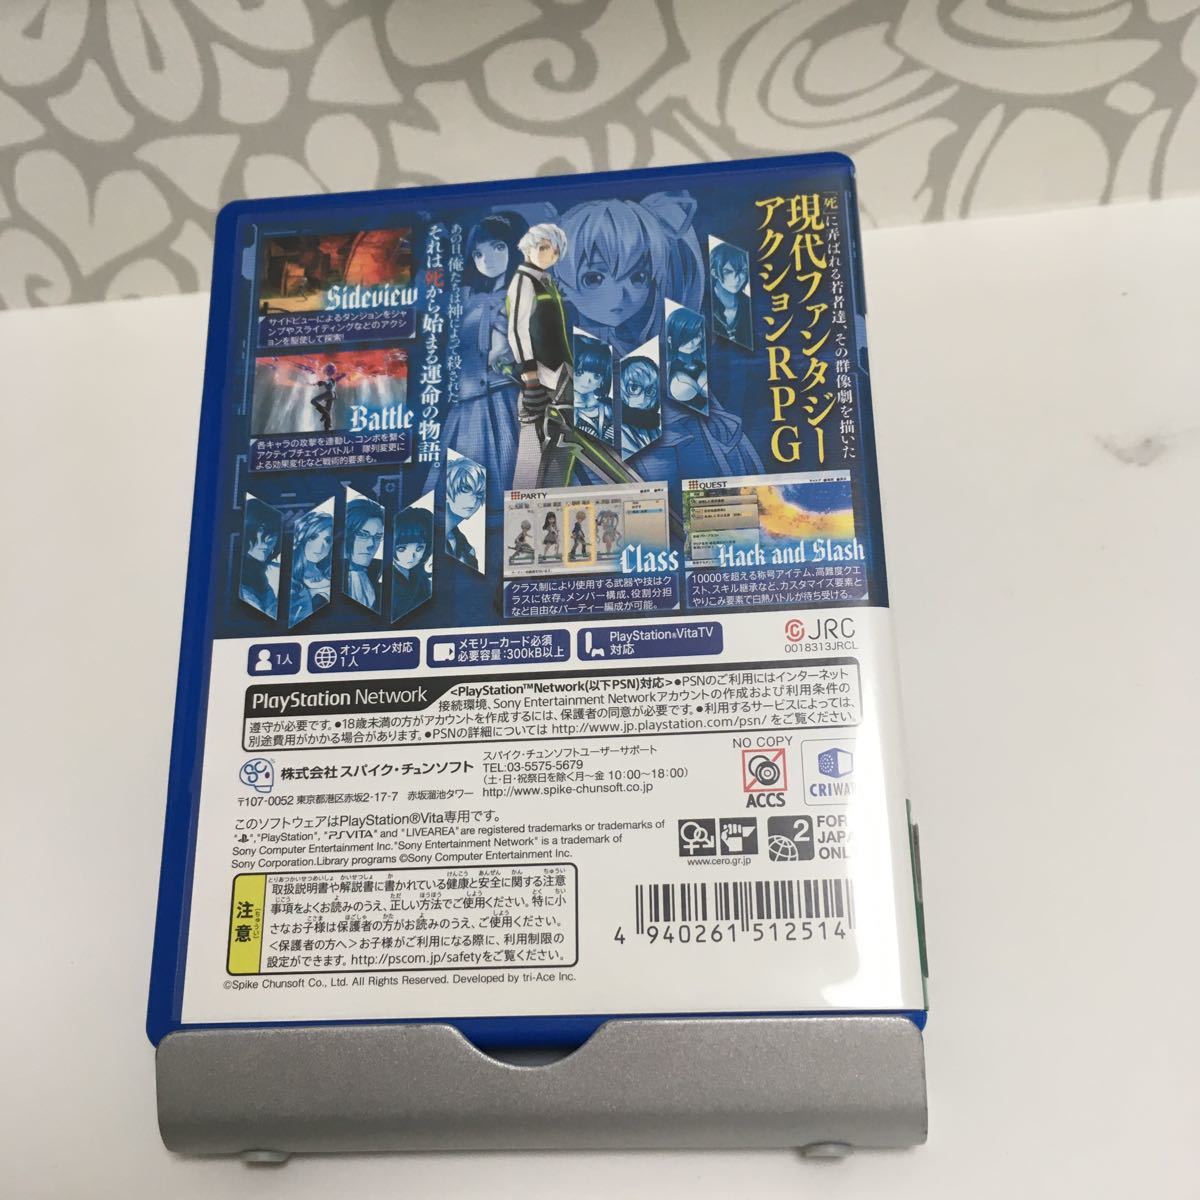 「死」に弄ばれる若者達、その群像劇を描いた
現代ファンタジー
アクションRPG
あの日、俺たちは神によって殺された。
それは死から始まる運命の物語。
Sideview
サイドビューによるダンジョンをジャ
ンプやスライディングなどのアクシ
ョンを駆使して探索!
Battle
各キャラの攻撃を連動し、コンボを繋ぐ
アクティブチェインバトル! 隊列変更に
よる効果変化など戦術的要素も。
PARTY
Class
クラス制により使用する武器や技はク
ラスに依存。メンバー構成、役割分担
など自由なパーティー編成が可能。
QUEST
Hack and Slash
10000を超える称号アイテム、高難度クエ
スト、スキル継承など、カスタマイズ要素と
やりこみ要素で白熱バトルが待ち受ける。
1人
オンライン対応
1人
メモリーカード必須
必要容量:300kB以上
PlayStation®VitaTV
対応
JRC
0018313JRCL
PlayStation Network
<PlayStation™Network(以下PSN)対応>●PSNのご利用にはインターネット
接続環境、Sony Entertainment Networkアカウントの作成および利用条件の
遵守が必要です。●18歳未満の方がアカウントを作成するには、保護者の同意が必要です。●利用するサービスによっては、
別途費用がかかる場合があります。●PSNの詳細については http://www.jp.playstation.com/psn/ をご覧ください。
株式会社スパイク・チュンソフト
〒107-0052 東京都港区赤坂2-17-7 赤坂溜池タワー
スパイク・チュンソフトユーザーサポート
TEL:03-5575-5679
(土・日・祝祭日を除く月~金 10:00~18:00)
http://www.spike-chunsoft.co.jp
NO COPY
ACCS
CRIWA
このソフトウェアはPlayStation®Vita専用です。
"", "PlayStation", "PSVITA" and "LIVEAREA" are registered trademarks or trademarks of
Sony Computer Entertainment Inc."Sony Entertainment Network" is a trademark of
Sony Corporation.Library programs ©Sony Computer Entertainment Inc.
www.cero.gr.jp
2
FOR
JAPA
ONL
注意
(ちゅうい)
取扱説明書や解説書に書かれている健康と安全に関する注意
事項をよくお読みのうえ、正しい方法でご使用ください。特に小
さなお子様は保護者の方がお読みのうえ、ご使用ください。
<保護者の方へ>お子様がご利用になる際に、利用制限の
設定ができます。http://pscom.jp/safetyをご覧ください。
4 940261 512514
©Spike Chunsoft Co., Ltd. All Rights Reserved. Developed by tri-Ace Inc.